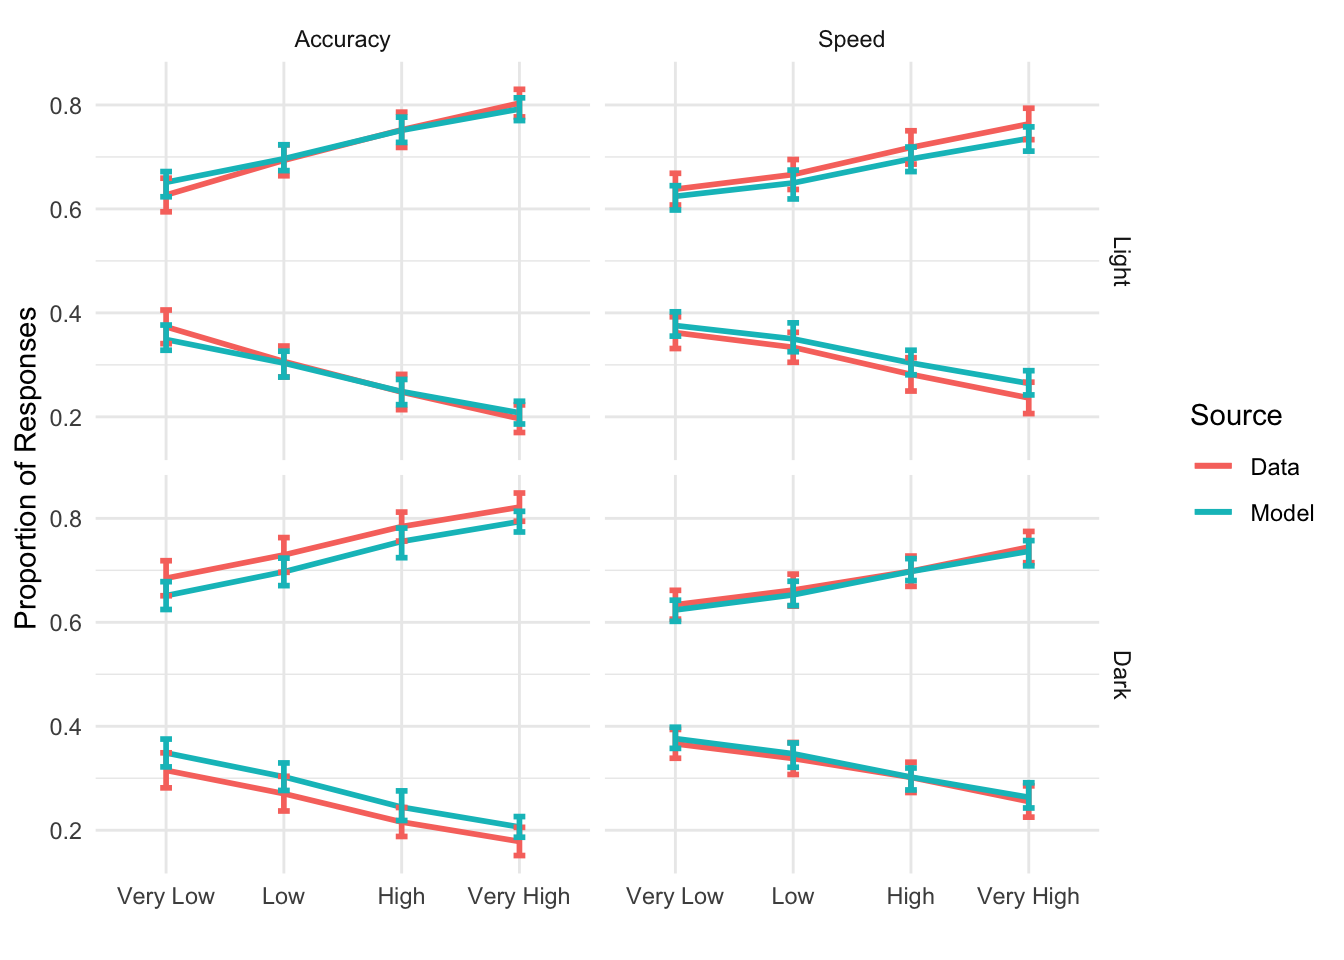 Accuracy
Speed
0.8
0.6
0.4
0.2
Light
0.8
0.6
0.4
0.2
Dark
Proportion of Responses
Very Low
Low
High
Very High
Very Low
Low
High
Very High
Source
Data
Model